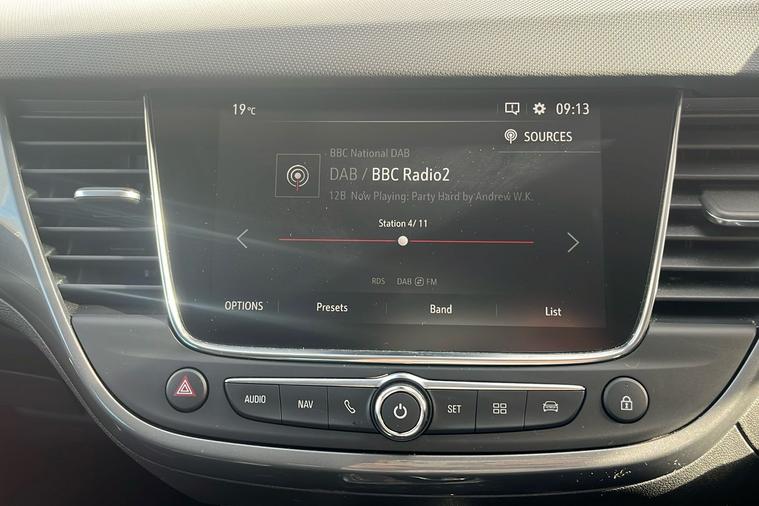 19°C 09:13
SOURCES
BBC National DAB
DAB / BBC Radio2
12B Now Playing: Party Hard by Andrew W.K.
Station 4/ 11
RDS DAB FM
OPTIONS Presets Band List
AUDIO NAV SET